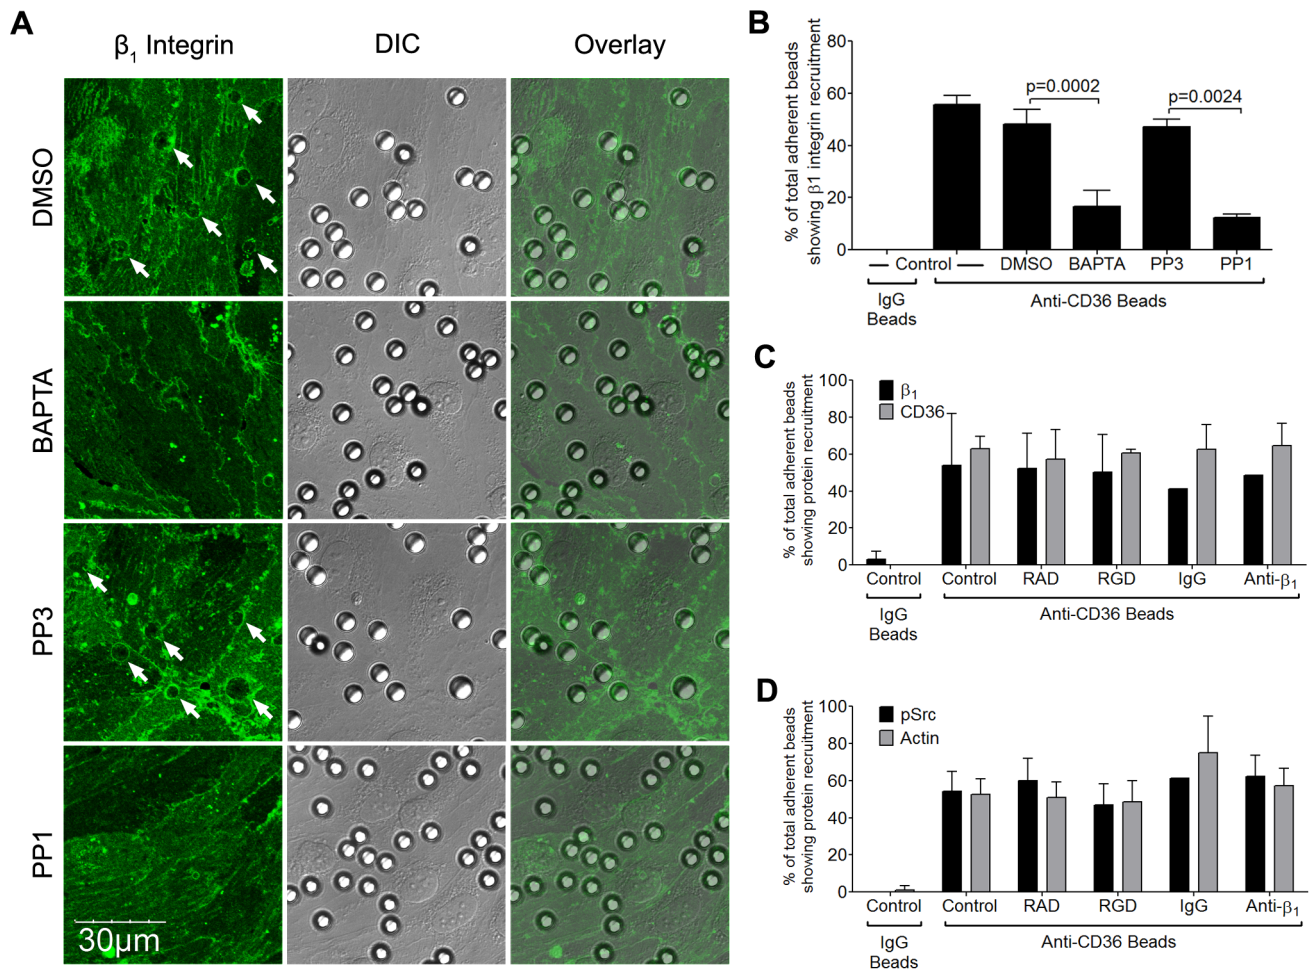 A
β1 Integrin
DIC
Overlay
DMSO
BAPTA
PP3
PP1
30µm
B
% of total adherent beads
showing β1 integrin recruitment
80
60
40
20
0
p=0.0002
p=0.0024
Control
DMSO
BAPTA
PP3
PP1
IgG
Beads
Anti-CD36 Beads
C
% of total adherent beads
showing protein recruitment
100
80
60
40
20
0
β1
CD36
Control
Control
RAD
RGD
IgG
Anti-β1
IgG
Beads
Anti-CD36 Beads
D
% of total adherent beads
showing protein recruitment
100
80
60
40
20
0
pSrc
Actin
Control
Control
RAD
RGD
IgG
Anti-β1
IgG
Beads
Anti-CD36 Beads